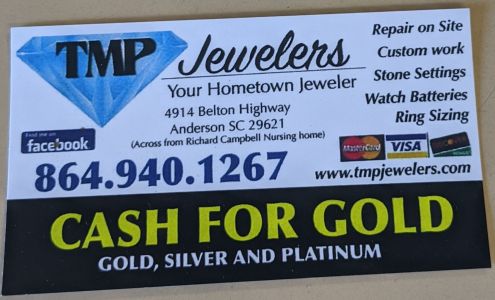 TMP Jewelers
Your Hometown Jeweler
4914 Belton Highway
Anderson SC 29621
(Across from Richard Campbell Nursing home)
Find me on
facebook
864.940.1267
Repair on Site
Custom work
Stone Settings
Watch Batteries
Ring Sizing
MasterCard
VISA
www.tmpjewelers.com
CASH FOR GOLD
GOLD, SILVER AND PLATINUM